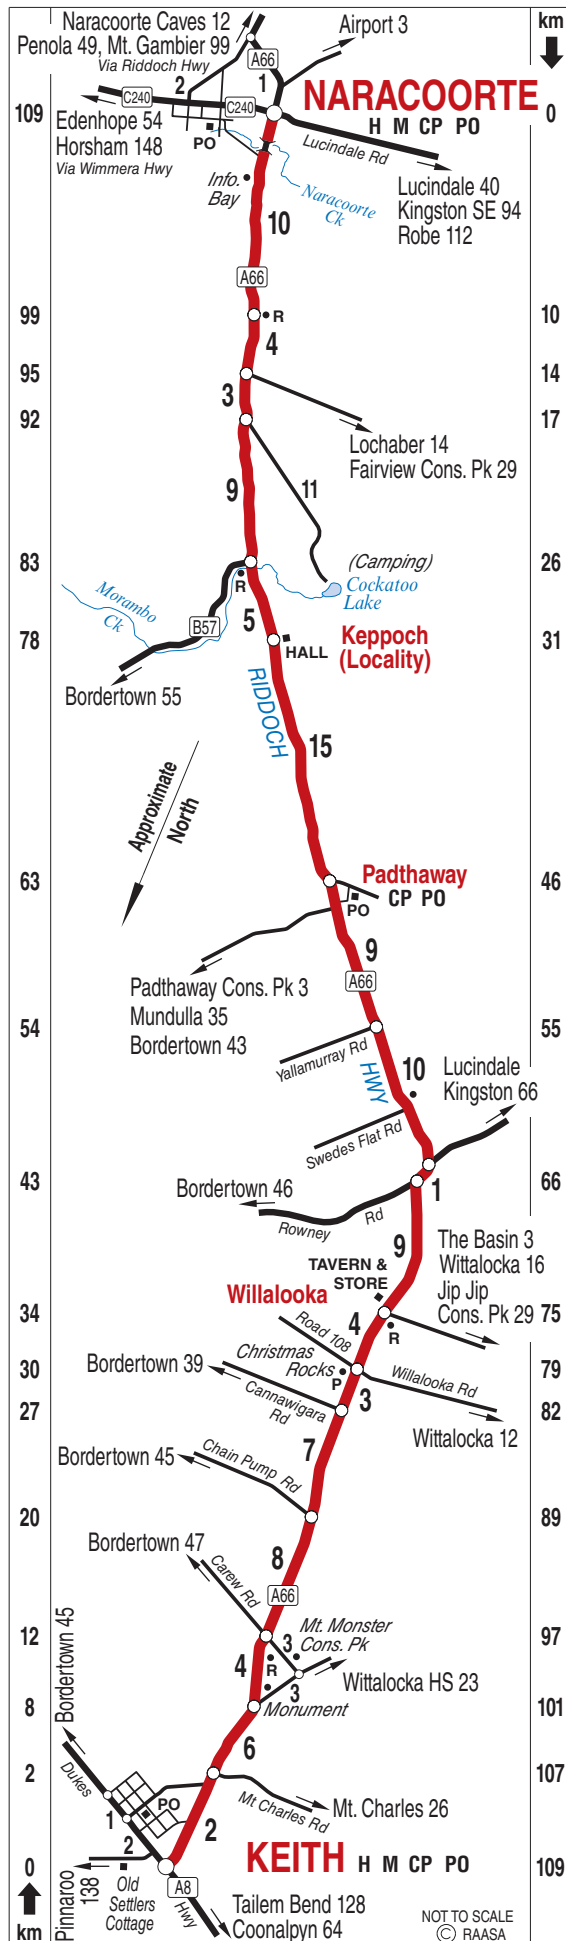 Naracoorte Caves 12
Penola 49, Mt. Gambier 99
Via Riddoch Hwy
Airport 3
km
A66
2
1
C240
C240
NARACOORTE
H M CP PO
109
0
Edenhope 54
Horsham 148
Via Wimmera Hwy
PO
Lucindale Rd
Info.
Bay
Naracoorte
Ck
Lucindale 40
Kingston SE 94
Robe 112
10
A66
99
R
10
4
95
14
3
92
17
Lochaber 14
Fairview Cons. Pk 29
9
11
83
26
(Camping)
Cockatoo
Lake
R
Morambo
Ck
B57
5
78
HALL
31
Keppoch
(Locality)
Bordertown 55
RIDDOCH
15
Approximate
North
63
Padthaway
46
CP PO
PO
9
Padthaway Cons. Pk 3
Mundulla 35
Bordertown 43
A66
54
55
Yallamurray Rd
HWY
10
Lucindale
Kingston 66
Swedes Flat Rd
43
66
Bordertown 46
1
Rowney Rd
9
The Basin 3
Wittalocka 16
Jip Jip
Cons. Pk 29
TAVERN &
STORE
Willalooka
34
75
4
R
Road 108
Christmas
Rocks
P
30
79
Bordertown 39
Willalooka Rd
3
27
82
Cannawigara
Rd
Wittalocka 12
7
Bordertown 45
Chain Pump Rd
20
89
Bordertown 47
8
Carew Rd
A66
12
97
Mt. Monster
Cons. Pk
3
4
R
3
Wittalocka HS 23
8
Monument
101
Bordertown 45
6
2
107
Dukes
PO
1
Mt Charles Rd
Mt. Charles 26
2
2
KEITH H M CP PO
0
109
Pinnaroo
138
Old
Settlers
Cottage
A8
Hwy
Tailem Bend 128
Coonalpyn 64
NOT TO SCALE
© RAASA
km